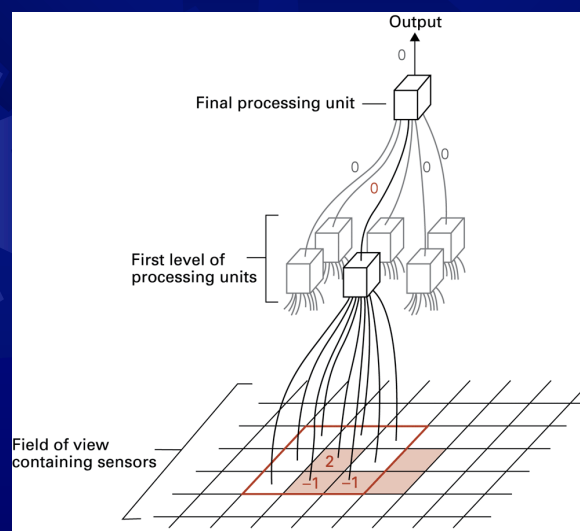 Output
0
Final processing unit
0
0
0
0
First level of
processing units
Field of view
containing sensors
2
–1
–1